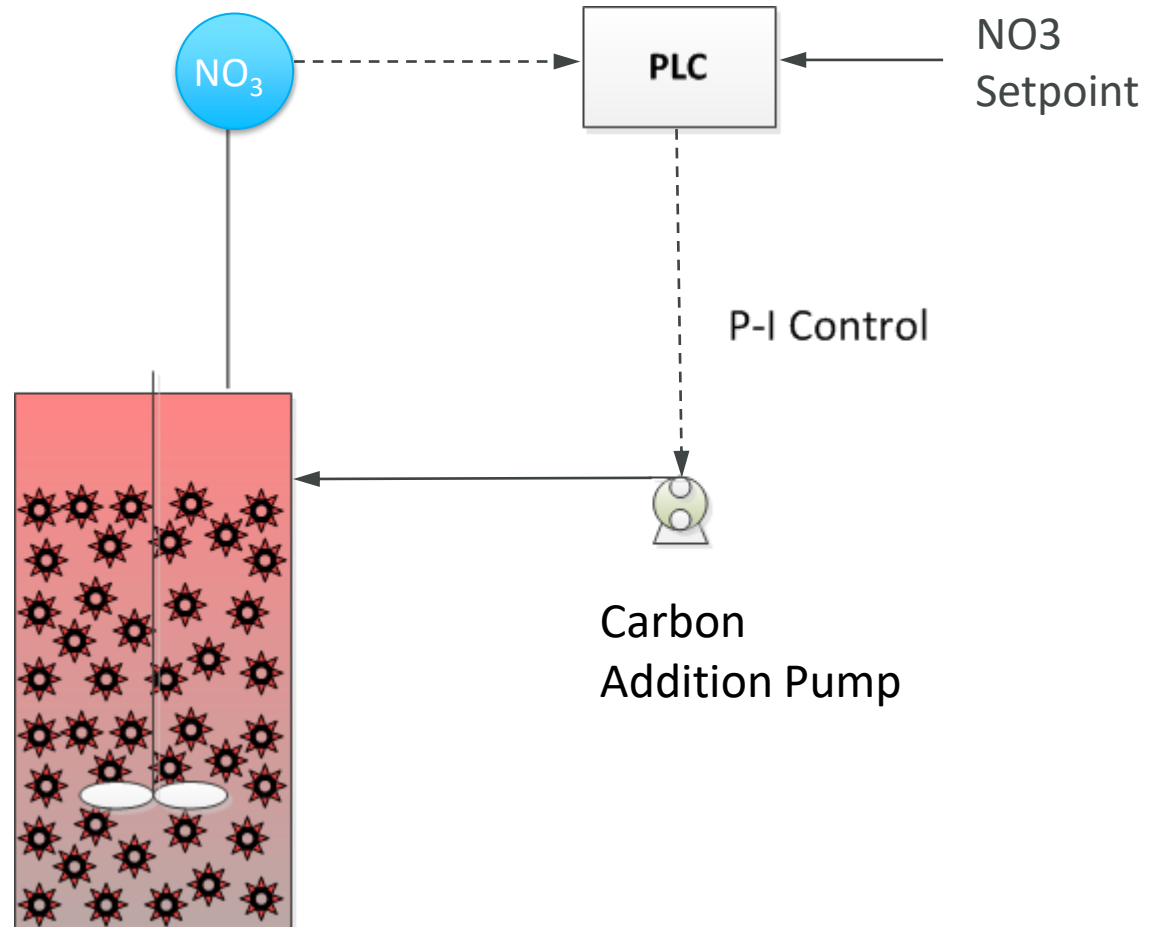 NO₃
PLC
NO3
Setpoint
P-I Control
Carbon
Addition Pump